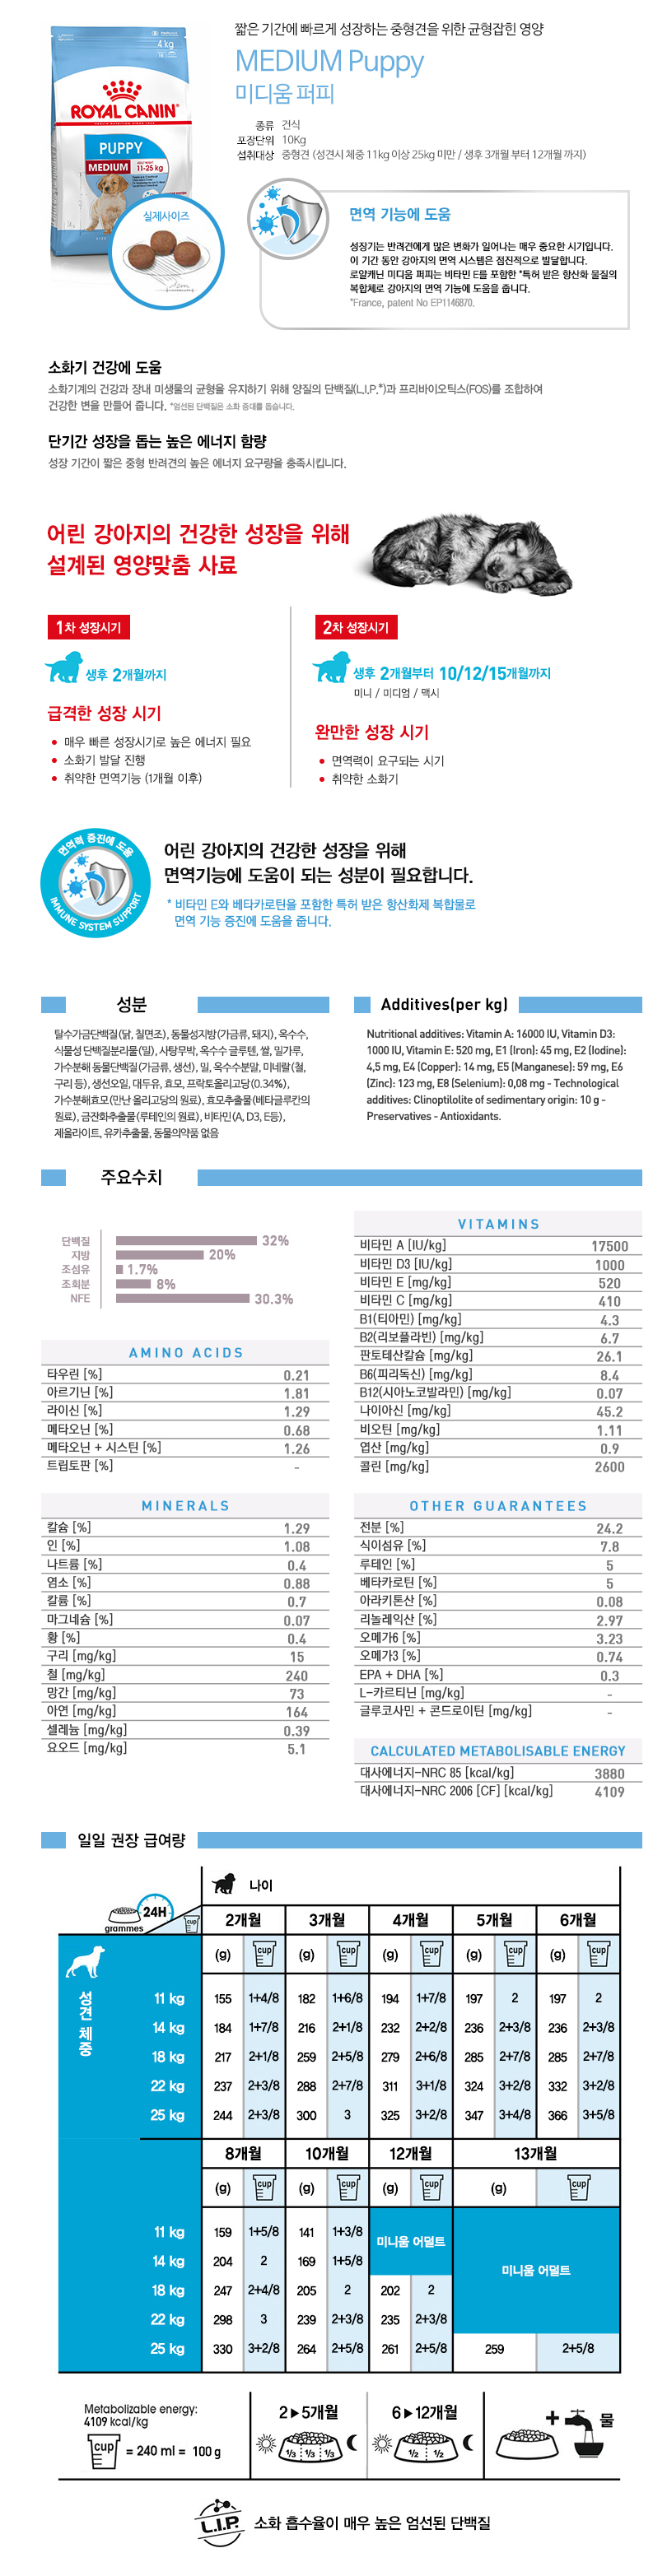 짧은 기간에 빠르게 성장하는 중형견을 위한 균형잡힌 영양
MEDIUM Puppy
미디움 퍼피
종류 건식
포장단위 10Kg
섭취대상 중형견 (성견시 체중 11kg 이상 25kg 미만 / 생후 3개월 부터 12개월 까지)
4 kg
ROYAL CANIN
PUPPY
MEDIUM
11-25 kg
실제사이즈
면역 기능에 도움
성장기는 반려견에게 많은 변화가 일어나는 매우 중요한 시기입니다.
이 기간 동안 강아지의 면역 시스템은 점진적으로 발달합니다.
로얄캐닌 미디움 퍼피는 비타민 E를 포함한 *특허 받은 항산화 물질의
복합체로 강아지의 면역 기능에 도움을 줍니다.
*France, patent No EP1146870.
소화기 건강에 도움
소화기계의 건강과 장내 미생물의 균형을 유지하기 위해 양질의 단백질(L.I.P.*)과 프리바이오틱스(FOS)를 조합하여
건강한 변을 만들어 줍니다. *엄선된 단백질은 소화 증대를 돕습니다.
단기간 성장을 돕는 높은 에너지 함량
성장 기간이 짧은 중형 반려견의 높은 에너지 요구량을 충족시킵니다.
어린 강아지의 건강한 성장을 위해
설계된 영양맞춤 사료
1차 성장시기
생후 2개월까지
급격한 성장 시기
• 매우 빠른 성장시기로 높은 에너지 필요
• 소화기 발달 진행
• 취약한 면역기능 (1개월 이후)
2차 성장시기
생후 2개월부터 10/12/15개월까지
미니 / 미디엄 / 맥시
완만한 성장 시기
• 면역력이 요구되는 시기
• 취약한 소화기
면역력 증진에 도움
IMMUNE SYSTEM SUPPORT
어린 강아지의 건강한 성장을 위해
면역기능에 도움이 되는 성분이 필요합니다.
* 비타민 E와 베타카로틴을 포함한 특허 받은 항산화제 복합물로
면역 기능 증진에 도움을 줍니다.
성분
탈수가금단백질(닭, 칠면조), 동물성지방(가금류, 돼지), 옥수수,
식물성 단백질분리물(밀), 사탕무박, 옥수수 글루텐, 쌀, 밀가루,
가수분해 동물단백질(가금류, 생선), 밀, 옥수수분말, 미네랄(철,
구리 등), 생선오일, 대두유, 효모, 프락토올리고당(0.34%),
가수분해효모(만난 올리고당의 원료), 효모추출물(베타글루칸의
원료), 금잔화추출물(루테인의 원료), 비타민(A, D3, E등),
제올라이트, 유카추출물, 동물의약품 없음
Additives(per kg)
Nutritional additives: Vitamin A: 16000 IU, Vitamin D3:
1000 IU, Vitamin E: 520 mg, E1 (Iron): 45 mg, E2 (Iodine):
4,5 mg, E4 (Copper): 14 mg, E5 (Manganese): 59 mg, E6
(Zinc): 123 mg, E8 (Selenium): 0,08 mg - Technological
additives: Clinoptilolite of sedimentary origin: 10 g -
Preservatives - Antioxidants.
주요수치
단백질 32%
지방 20%
조섬유 1.7%
조회분 8%
NFE 30.3%
AMINO ACIDS
타우린 [%] 0.21
아르기닌 [%] 1.81
라이신 [%] 1.29
메타오닌 [%] 0.68
메타오닌 + 시스틴 [%] 1.26
트립토판 [%] -
MINERALS
칼슘 [%] 1.29
인 [%] 1.08
나트륨 [%] 0.4
염소 [%] 0.88
칼륨 [%] 0.7
마그네슘 [%] 0.07
황 [%] 0.4
구리 [mg/kg] 15
철 [mg/kg] 240
망간 [mg/kg] 73
아연 [mg/kg] 164
셀레늄 [mg/kg] 0.39
요오드 [mg/kg] 5.1
VITAMINS
비타민 A [IU/kg] 17500
비타민 D3 [IU/kg] 1000
비타민 E [mg/kg] 520
비타민 C [mg/kg] 410
B1(티아민) [mg/kg] 4.3
B2(리보플라빈) [mg/kg] 6.7
판토테산칼슘 [mg/kg] 26.1
B6(피리독신) [mg/kg] 8.4
B12(시아노코발라민) [mg/kg] 0.07
나이아신 [mg/kg] 45.2
비오틴 [mg/kg] 1.11
엽산 [mg/kg] 0.9
콜린 [mg/kg] 2600
OTHER GUARANTEES
전분 [%] 24.2
식이섬유 [%] 7.8
루테인 [%] 5
베타카로틴 [%] 5
아라키톤산 [%] 0.08
리놀레익산 [%] 2.97
오메가6 [%] 3.23
오메가3 [%] 0.74
EPA + DHA [%] 0.3
L-카르티닌 [mg/kg] -
글루코사민 + 콘드로이틴 [mg/kg] -
CALCULATED METABOLISABLE ENERGY
대사에너지-NRC 85 [kcal/kg] 3880
대사에너지-NRC 2006 [CF] [kcal/kg] 4109
일일 권장 급여량
나이
24H
grammes
cup
2개월 3개월 4개월 5개월 6개월
(g) cup (g) cup (g) cup (g) cup (g) cup
성견 체중
11 kg 155 1+4/8 182 1+6/8 194 1+7/8 197 2 197 2
14 kg 184 1+7/8 216 2+1/8 232 2+2/8 236 2+3/8 236 2+3/8
18 kg 217 2+1/8 259 2+5/8 279 2+6/8 285 2+7/8 285 2+7/8
22 kg 237 2+3/8 288 2+7/8 311 3+1/8 324 3+2/8 332 3+2/8
25 kg 244 2+3/8 300 3 325 3+2/8 347 3+4/8 366 3+5/8
8개월 10개월 12개월 13개월
(g) cup (g) cup (g) cup (g) cup
11 kg 159 1+5/8 141 1+3/8
미니움 어덜트
14 kg 204 2 169 1+5/8
미니움 어덜트
18 kg 247 2+4/8 205 2 202 2
22 kg 298 3 239 2+3/8 235 2+3/8
25 kg 330 3+2/8 264 2+5/8 261 2+5/8 259 2+5/8
Metabolizable energy:
4109 kcal/kg
cup = 240 ml = 100 g
2 ▶ 5개월
1/3 1/3 1/3
6 ▶ 12개월
1/2 1/2
+ 물
L.I.P. 소화 흡수율이 매우 높은 엄선된 단백질